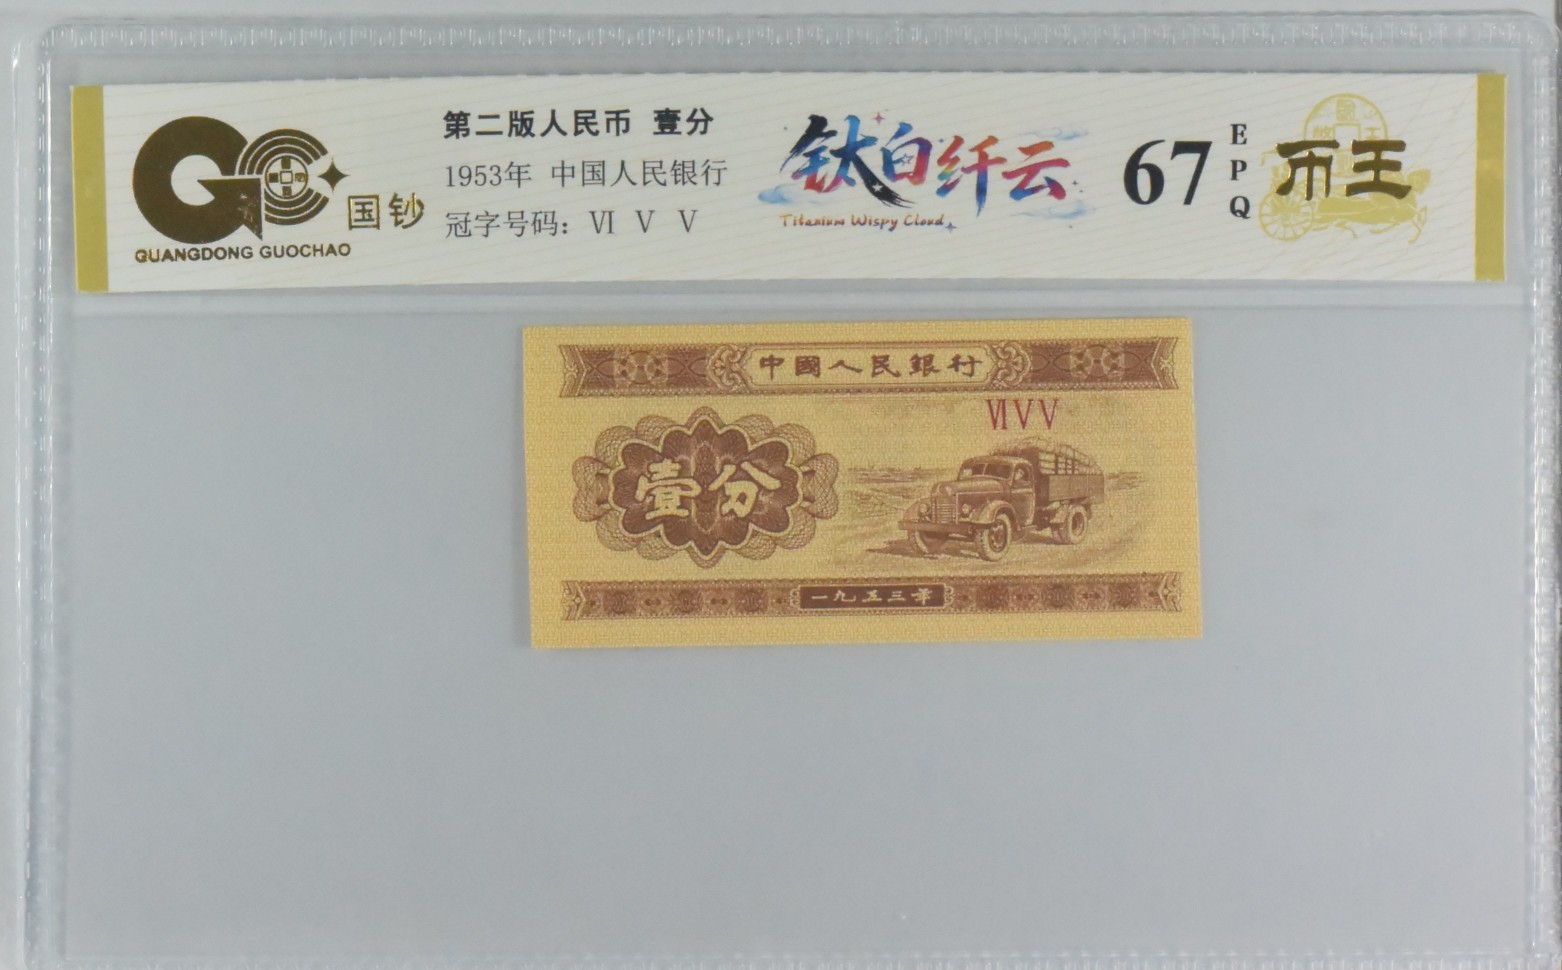 第二版人民币 壹分
1953年 中国人民银行
冠字号码：Ⅵ Ⅴ Ⅴ
国钞
GUANGDONG GUOCHAO
钛白纤云
Titanium Wispy Cloud
67
EPQ
币王
中國人民銀行
ⅥⅤⅤ
壹分
一九五三年